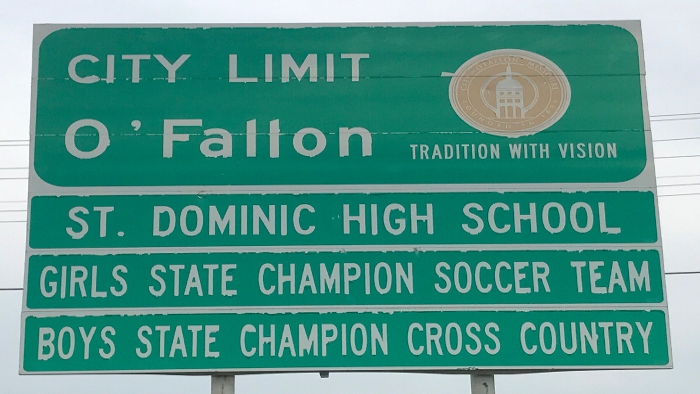 CITY LIMIT
O'Fallon
TRADITION WITH VISION
ST. DOMINIC HIGH SCHOOL
GIRLS STATE CHAMPION SOCCER TEAM
BOYS STATE CHAMPION CROSS COUNTRY